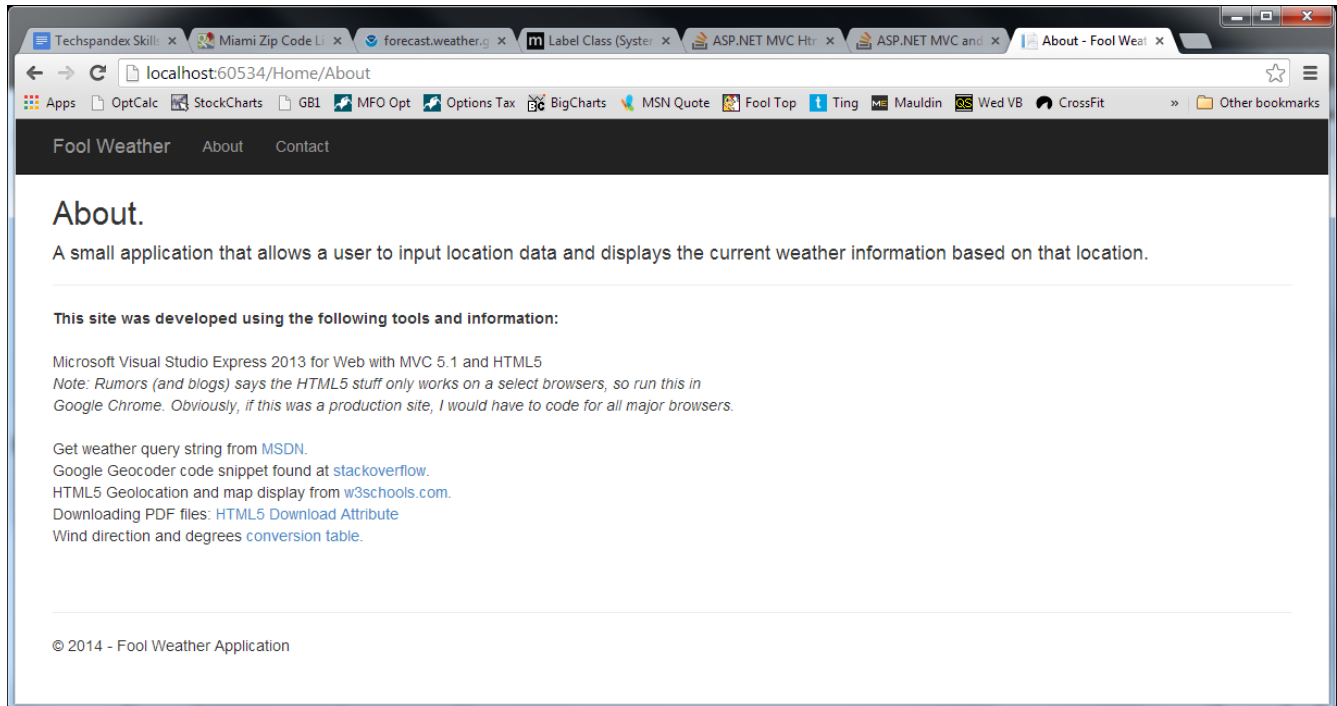 Techspandex Skill:
Miami Zip Code Li
forecast.weather.g
Label Class (Syster
ASP.NET MVC Htr
ASP.NET MVC and
About - Fool Weat
localhost:60534/Home/About
Apps OptCalc StockCharts GB1 MFO Opt Options Tax BigCharts MSN Quote Fool Top Ting Mauldin Wed VB CrossFit » Other bookmarks
Fool Weather About Contact
About.
A small application that allows a user to input location data and displays the current weather information based on that location.
This site was developed using the following tools and information:
Microsoft Visual Studio Express 2013 for Web with MVC 5.1 and HTML5
Note: Rumors (and blogs) says the HTML5 stuff only works on a select browsers, so run this in
Google Chrome. Obviously, if this was a production site, I would have to code for all major browsers.
Get weather query string from MSDN.
Google Geocoder code snippet found at stackoverflow.
HTML5 Geolocation and map display from w3schools.com.
Downloading PDF files: HTML5 Download Attribute
Wind direction and degrees conversion table.
© 2014 - Fool Weather Application